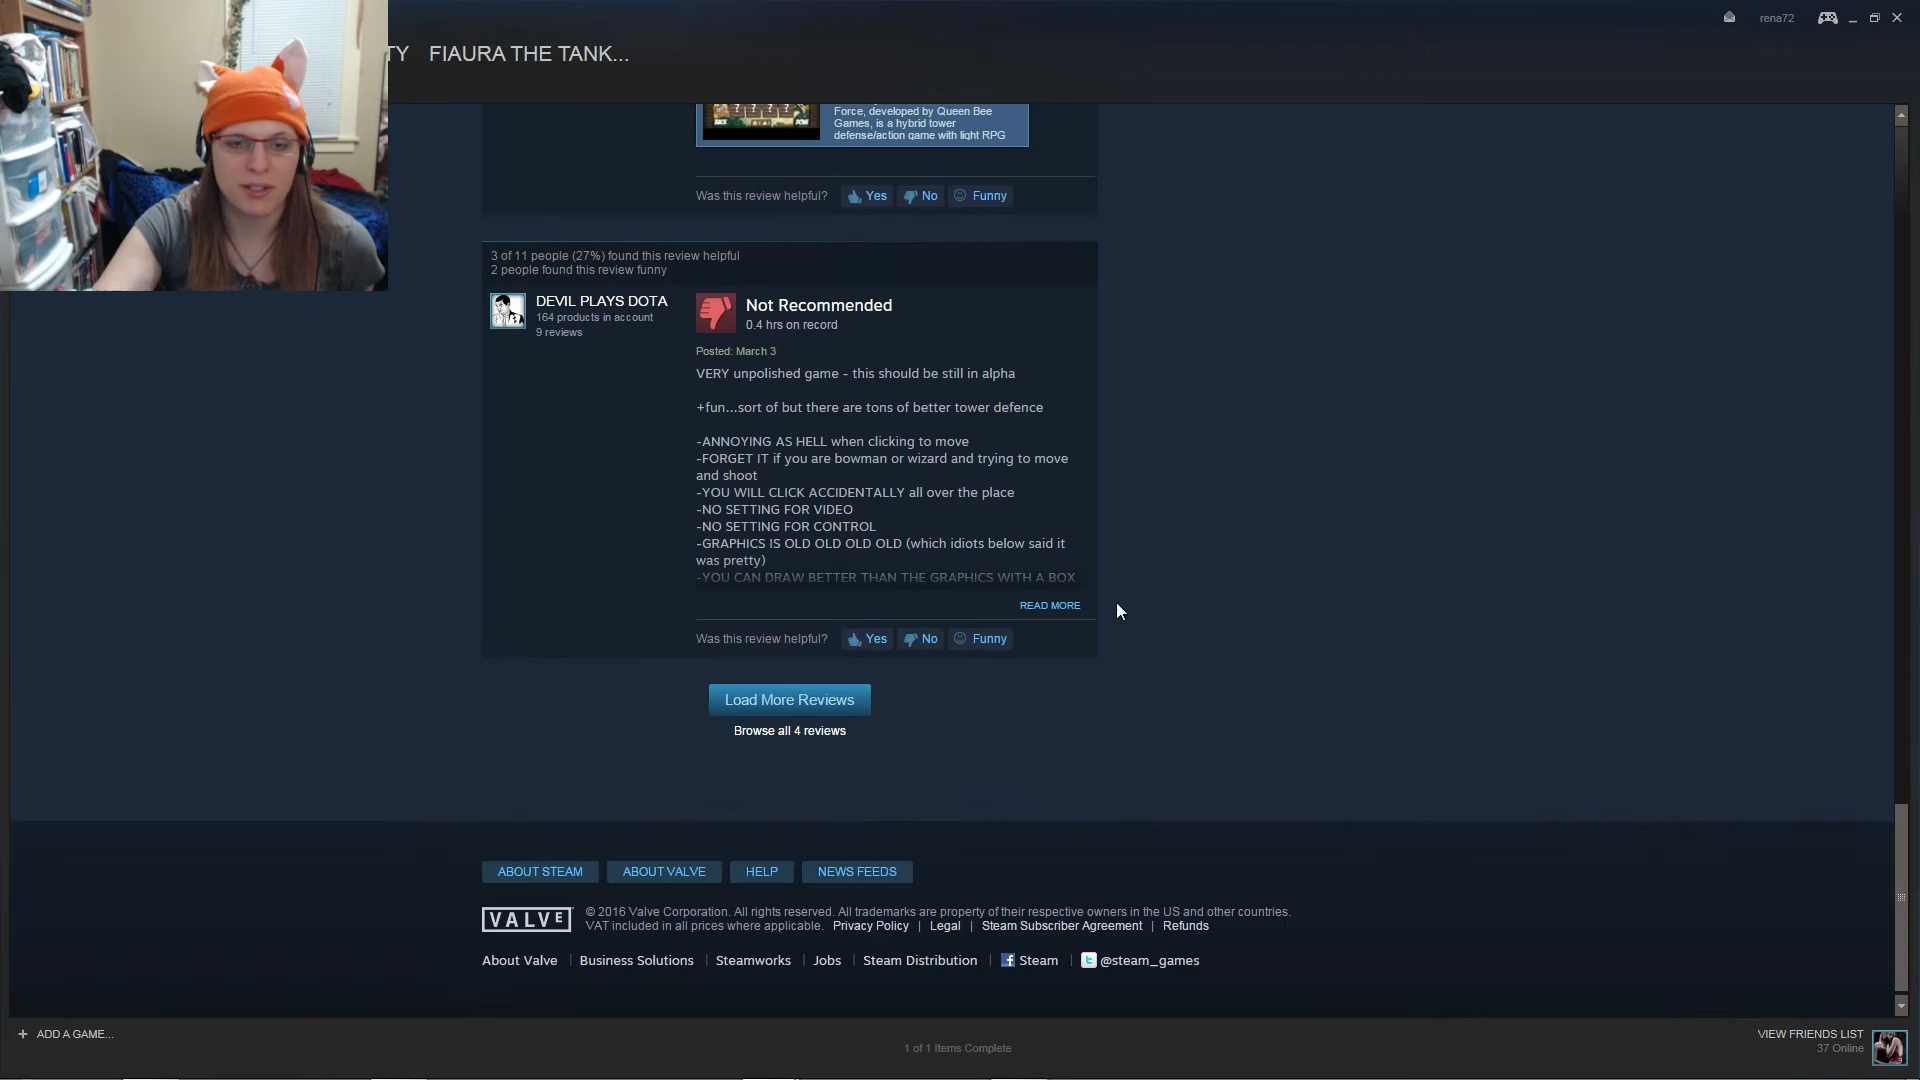 rena72
TY FIAURA THE TANK...
Force, developed by Queen Bee
Games, is a hybrid tower
defense/action game with light RPG
BACK
DONE
Was this review helpful? Yes No Funny
3 of 11 people (27%) found this review helpful
2 people found this review funny
DEVIL PLAYS DOTA
164 products in account
9 reviews
Not Recommended
0.4 hrs on record
Posted: March 3
VERY unpolished game - this should be still in alpha
+fun...sort of but there are tons of better tower defence
-ANNOYING AS HELL when clicking to move
-FORGET IT if you are bowman or wizard and trying to move
and shoot
-YOU WILL CLICK ACCIDENTALLY all over the place
-NO SETTING FOR VIDEO
-NO SETTING FOR CONTROL
-GRAPHICS IS OLD OLD OLD OLD (which idiots below said it
was pretty)
-YOU CAN DRAW BETTER THAN THE GRAPHICS WITH A BOX
READ MORE
Was this review helpful? Yes No Funny
Load More Reviews
Browse all 4 reviews
ABOUT STEAM ABOUT VALVE HELP NEWS FEEDS
VALVE © 2016 Valve Corporation. All rights reserved. All trademarks are property of their respective owners in the US and other countries.
VAT included in all prices where applicable. Privacy Policy | Legal | Steam Subscriber Agreement | Refunds
About Valve | Business Solutions | Steamworks | Jobs | Steam Distribution | Steam | @steam_games
+ ADD A GAME...
1 of 1 Items Complete
VIEW FRIENDS LIST
37 Online